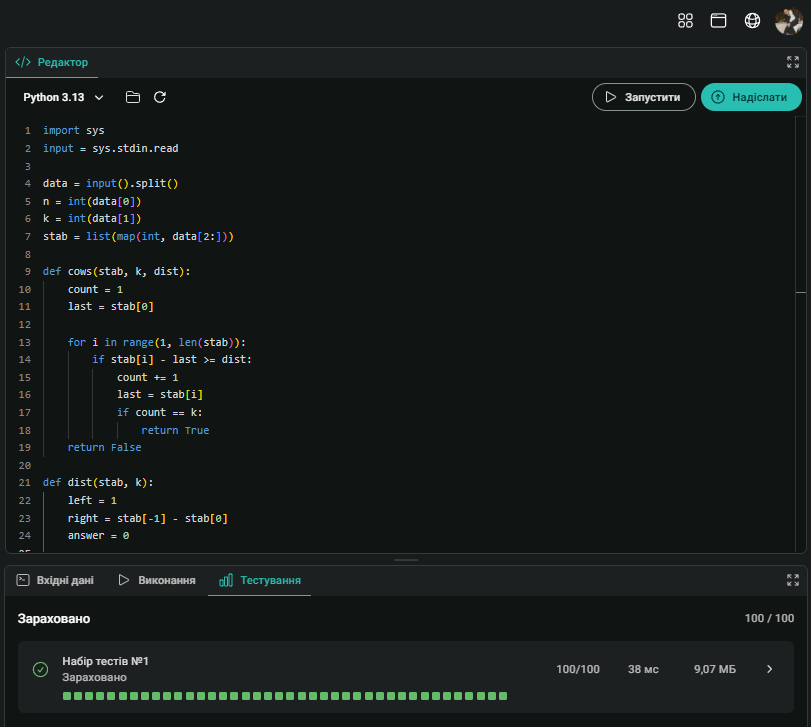 </> Редактор
Python 3.13
Запустити
Надіслати
1 import sys
2 input = sys.stdin.read
3
4 data = input().split()
5 n = int(data[0])
6 k = int(data[1])
7 stab = list(map(int, data[2:]))
8
9 def cows(stab, k, dist):
10     count = 1
11     last = stab[0]
12
13     for i in range(1, len(stab)):
14         if stab[i] - last >= dist:
15             count += 1
16             last = stab[i]
17             if count == k:
18                 return True
19     return False
20
21 def dist(stab, k):
22     left = 1
23     right = stab[-1] - stab[0]
24     answer = 0
Вхідні дані
Виконання
Тестування
Зараховано
100 / 100
Набір тестів №1
Зараховано
100/100
38 мс
9,07 МБ